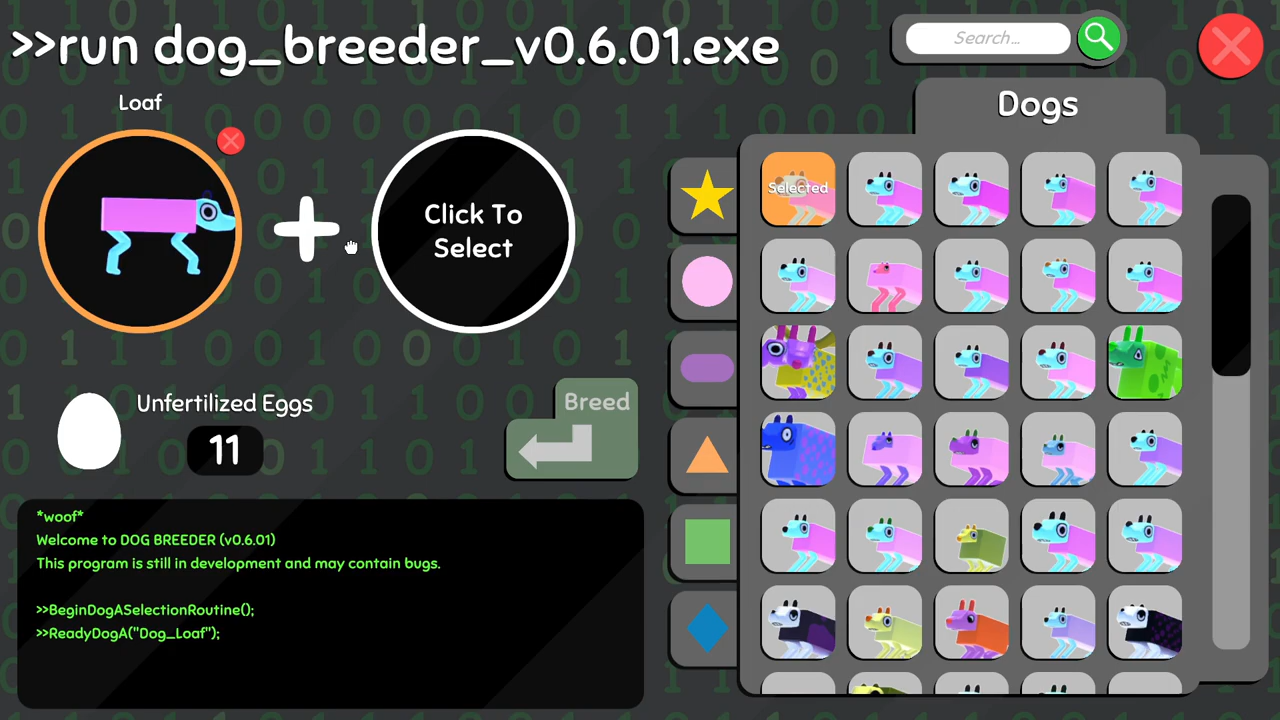 >>run dog_breeder_v0.6.01.exe
Search...
Loaf
Dogs
Selected
Click To
Select
Unfertilized Eggs
11
Breed
*woof*
Welcome to DOG BREEDER (v0.6.01)
This program is still in development and may contain bugs.
>>BeginDogASelectionRoutine();
>>ReadyDogA("Dog_Loaf");